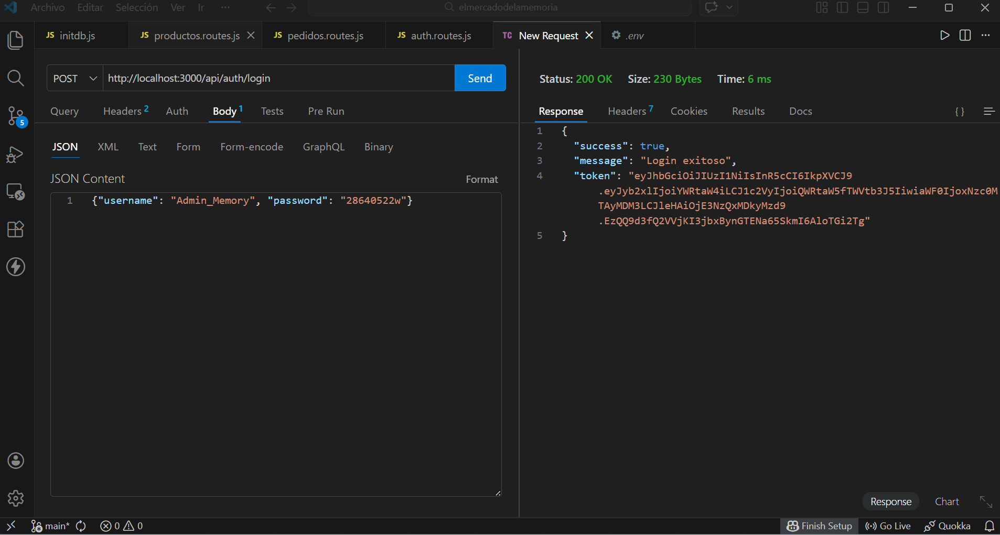 Archivo Editar Selección Ver Ir ··· elmercadodelamemoria
JS initdb.js JS productos.routes.js JS pedidos.routes.js JS auth.routes.js TC New Request .env
POST http://localhost:3000/api/auth/login Send
Query Headers 2 Auth Body 1 Tests Pre Run
JSON XML Text Form Form-encode GraphQL Binary
JSON Content Format
1 {"username": "Admin_Memory", "password": "28640522w"}
Status: 200 OK Size: 230 Bytes Time: 6 ms
Response Headers 7 Cookies Results Docs { }
1 {
2 "success": true,
3 "message": "Login exitoso",
4 "token": "eyJhbGciOiJIUzI1NiIsInR5cCI6IkpXVCJ9
.eyJyb2xlIjoiYWRtaW4iLCJ1c2VyIjoiQWRtaW5fTWVtb3J5IiwiaWF0IjoxNzc0M
TAyMDM3LCJleHAiOjE3NzQxMDkyMzd9
.EzQQ9d3fQ2VVjKI3jbxBynGTENa65SkmI6AloTGi2Tg"
5 }
Response Chart
5
main* 0 0 Finish Setup Go Live Quokka